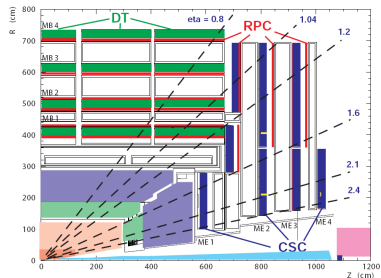 R (cm)
800
700
600
500
400
300
200
100
0
MB 4
MB 3
MB 2
MB 1
DT
eta = 0.8
1.04
RPC
1.2
1.6
2.1
2.4
ME 1
ME 2
ME 3
ME 4
CSC
0
200
400
600
800
1000
1200
Z (cm)